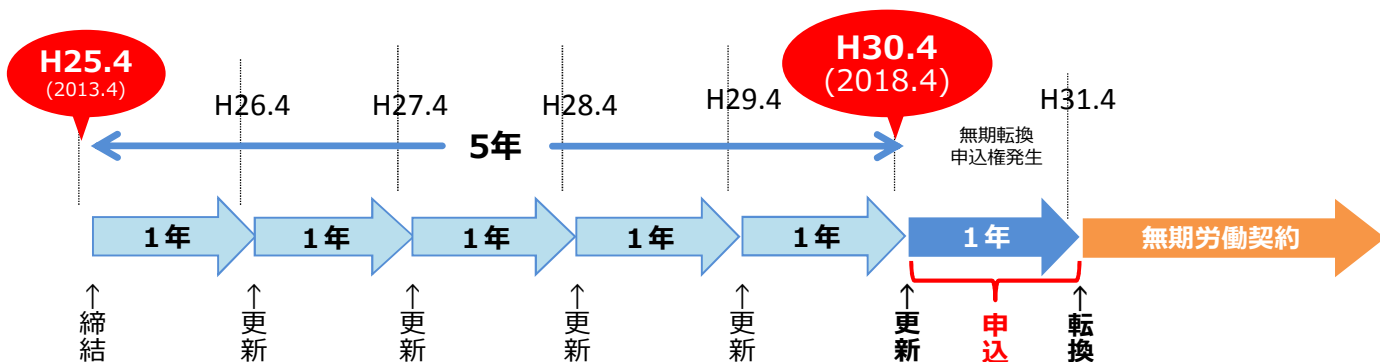 H25.4
(2013.4)
H26.4
H27.4
H28.4
H29.4
H30.4
(2018.4)
H31.4
5年
無期転換
申込権発生
1年
1年
1年
1年
1年
1年
無期労働契約
↑締結
↑更新
↑更新
↑更新
↑更新
↑更新
申込
↑転換